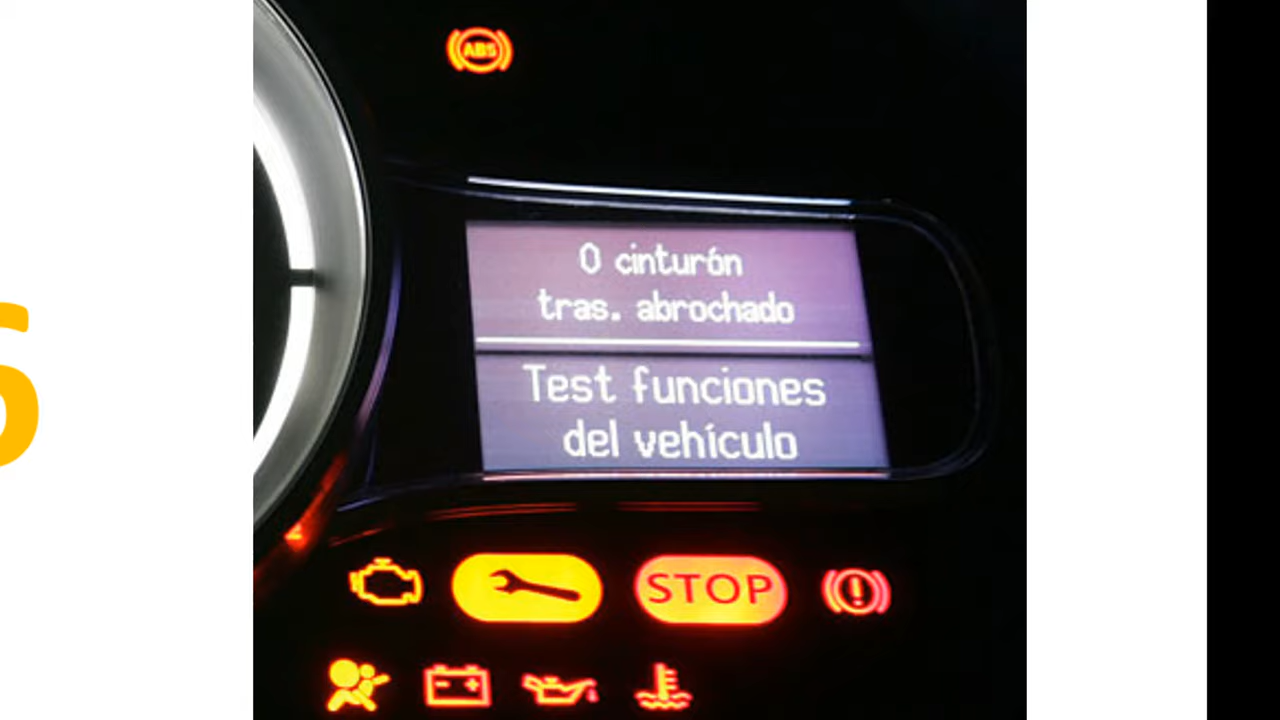 ABS
0 cinturón
tras. abrochado
Test funciones
del vehículo
STOP